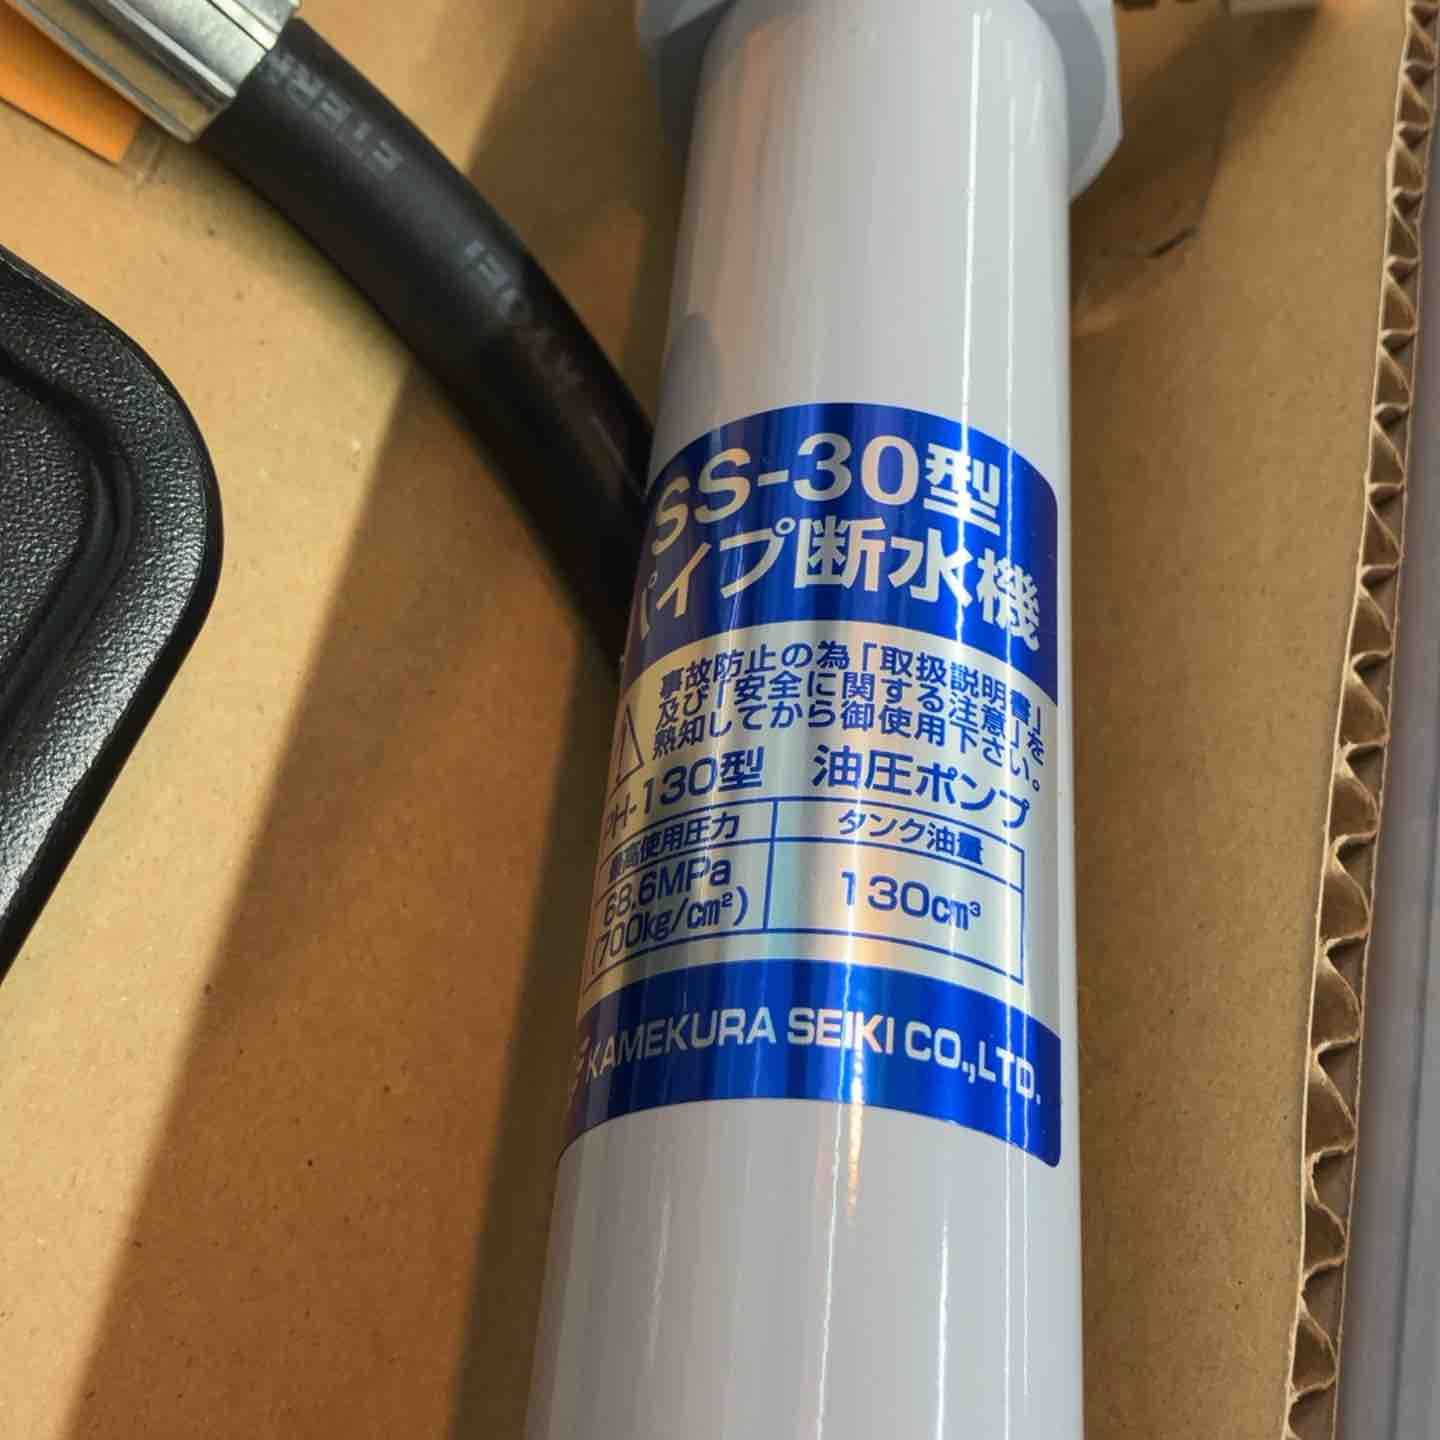 SS-30型
パイプ断水機
事故防止の為「取扱説明書」
及び「安全に関する注意」を
熟知してから御使用下さい。
PH-130型 油圧ポンプ
最高使用圧力 タンク油量
68.6MPa
(700kg/cm²) 130cm³
KAMEKURA SEIKI CO.,LTD.